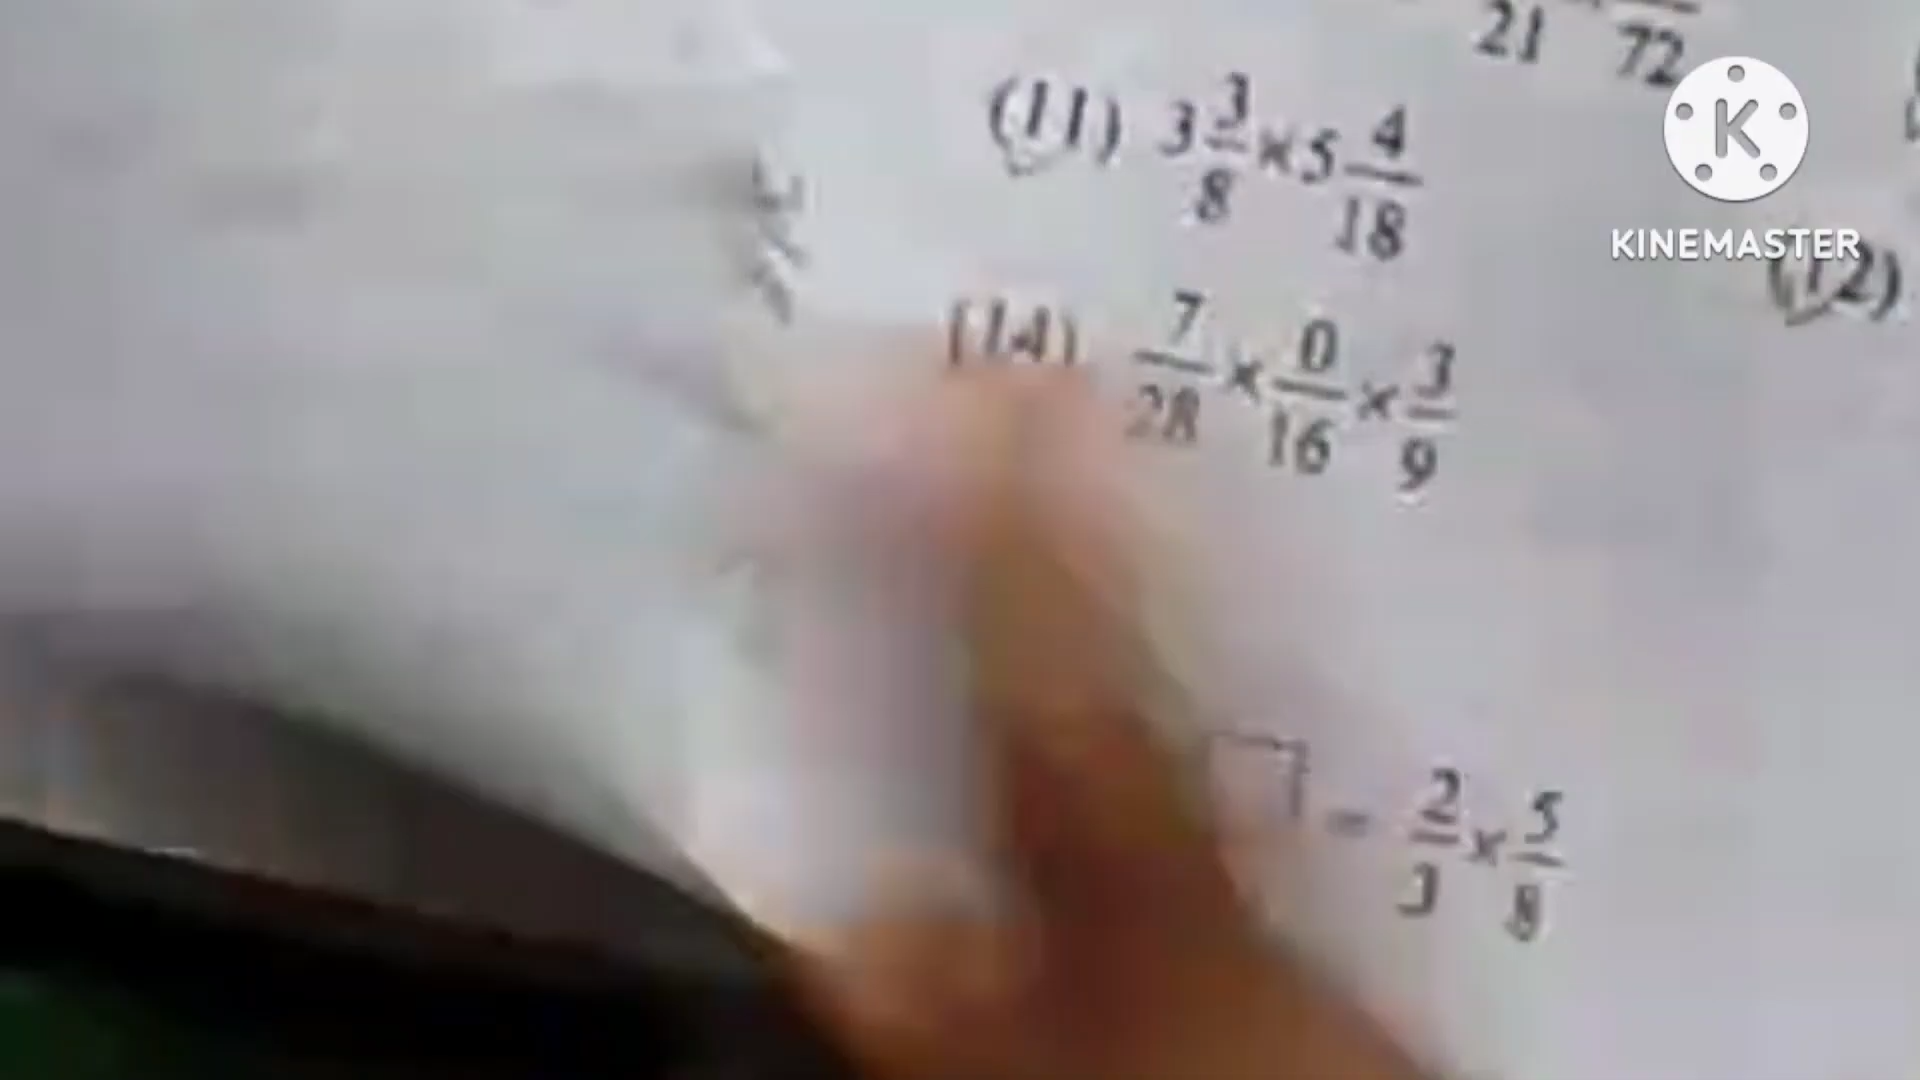 21 72
(11) 3 3/8 × 5 4/18
KINEMASTER
(12)
(14) 7/28 × 0/16 × 3/9
= 2/3 × 5/8